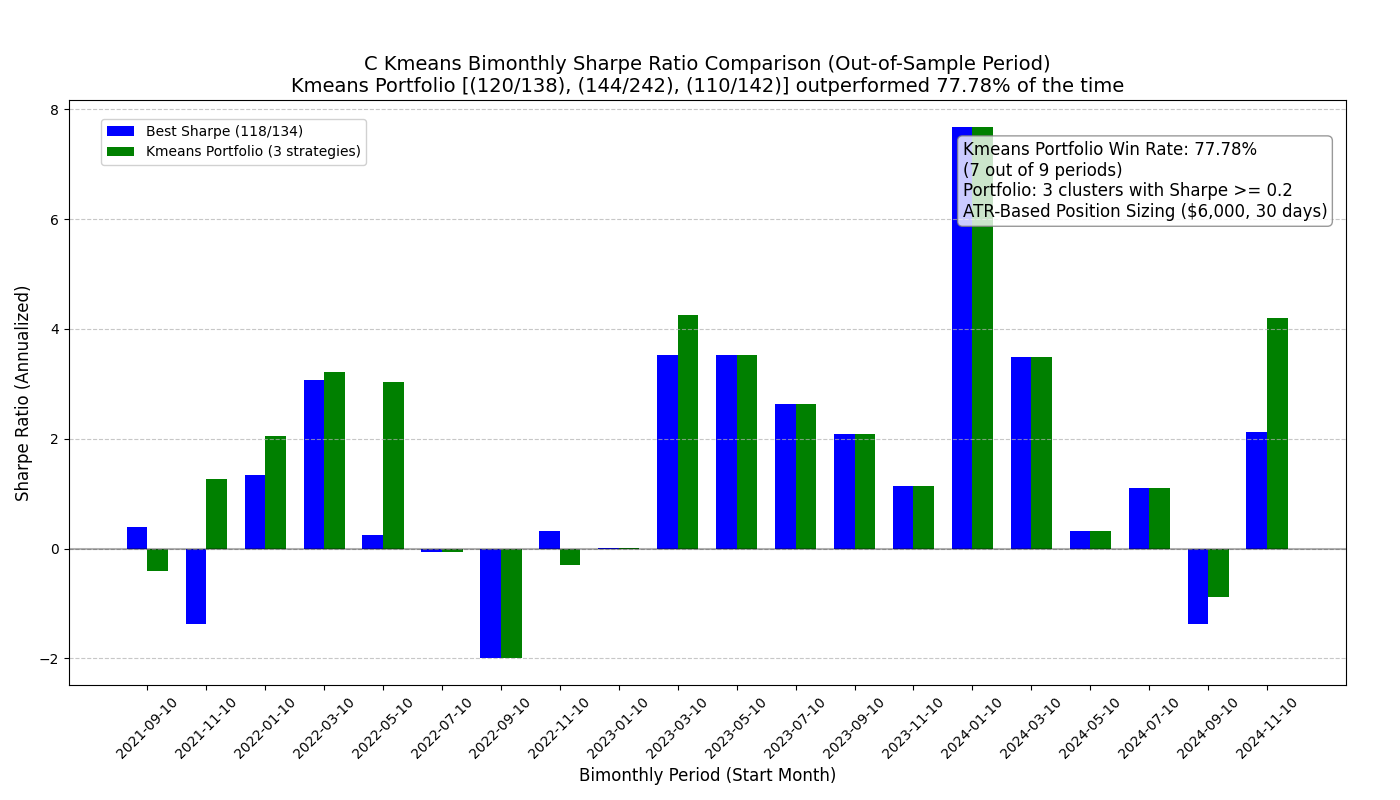 C Kmeans Bimonthly Sharpe Ratio Comparison (Out-of-Sample Period)
Kmeans Portfolio [(120/138), (144/242), (110/142)] outperformed 77.78% of the time
Best Sharpe (118/134)
Kmeans Portfolio (3 strategies)
Kmeans Portfolio Win Rate: 77.78%
(7 out of 9 periods)
Portfolio: 3 clusters with Sharpe >= 0.2
ATR-Based Position Sizing ($6,000, 30 days)
Sharpe Ratio (Annualized)
8
6
4
2
0
−2
2021-09-10
2021-11-10
2022-01-10
2022-03-10
2022-05-10
2022-07-10
2022-09-10
2022-11-10
2023-01-10
2023-03-10
2023-05-10
2023-07-10
2023-09-10
2023-11-10
2024-01-10
2024-03-10
2024-05-10
2024-07-10
2024-09-10
2024-11-10
Bimonthly Period (Start Month)